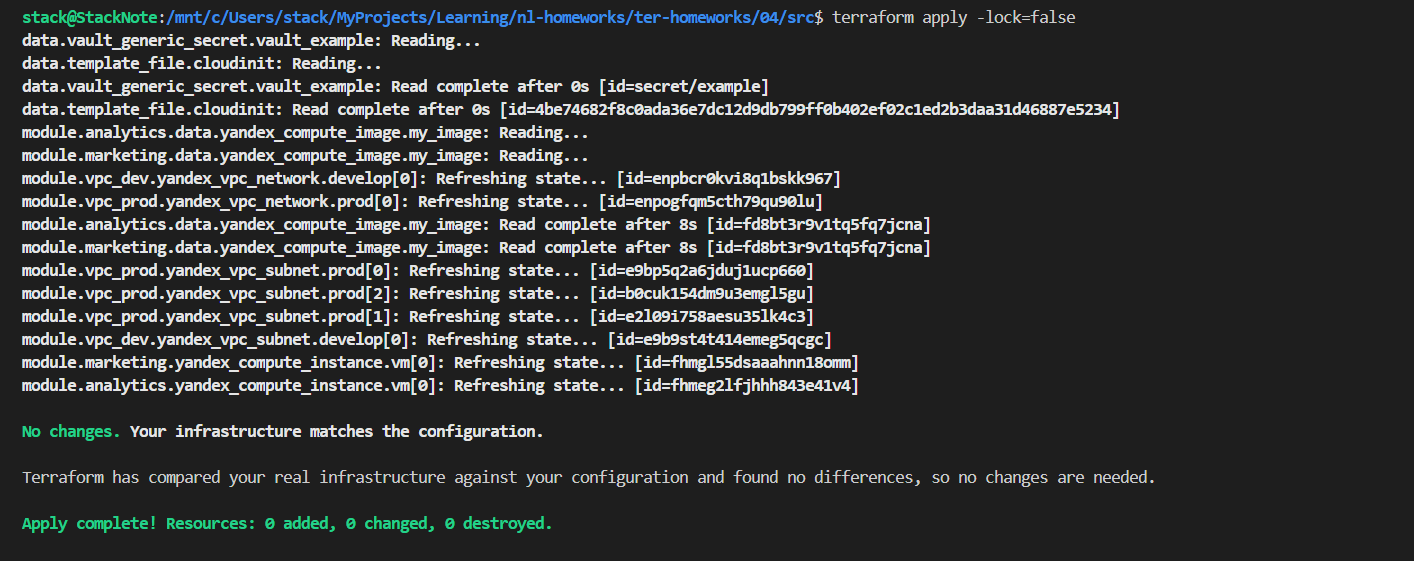 stack@StackNote:/mnt/c/Users/stack/MyProjects/Learning/nl-homeworks/ter-homeworks/04/src$ terraform apply -lock=false
data.vault_generic_secret.vault_example: Reading...
data.template_file.cloudinit: Reading...
data.vault_generic_secret.vault_example: Read complete after 0s [id=secret/example]
data.template_file.cloudinit: Read complete after 0s [id=4be74682f8c0ada36e7dc12d9db799ff0b402ef02c1ed2b3daa31d46887e5234]
module.analytics.data.yandex_compute_image.my_image: Reading...
module.marketing.data.yandex_compute_image.my_image: Reading...
module.vpc_dev.yandex_vpc_network.develop[0]: Refreshing state... [id=enpbcr0kvi8q1bskk967]
module.vpc_prod.yandex_vpc_network.prod[0]: Refreshing state... [id=enpogfqm5cth79qu90lu]
module.analytics.data.yandex_compute_image.my_image: Read complete after 8s [id=fd8bt3r9v1tq5fq7jcna]
module.marketing.data.yandex_compute_image.my_image: Read complete after 8s [id=fd8bt3r9v1tq5fq7jcna]
module.vpc_prod.yandex_vpc_subnet.prod[0]: Refreshing state... [id=e9bp5q2a6jduj1ucp660]
module.vpc_prod.yandex_vpc_subnet.prod[2]: Refreshing state... [id=b0cuk154dm9u3emgl5gu]
module.vpc_prod.yandex_vpc_subnet.prod[1]: Refreshing state... [id=e2l09i758aesu35lk4c3]
module.vpc_dev.yandex_vpc_subnet.develop[0]: Refreshing state... [id=e9b9st4t414emeg5qcgc]
module.marketing.yandex_compute_instance.vm[0]: Refreshing state... [id=fhmgl55dsaaahnn18omm]
module.analytics.yandex_compute_instance.vm[0]: Refreshing state... [id=fhmeg2lfjhhh843e41v4]
No changes. Your infrastructure matches the configuration.
Terraform has compared your real infrastructure against your configuration and found no differences, so no changes are needed.
Apply complete! Resources: 0 added, 0 changed, 0 destroyed.